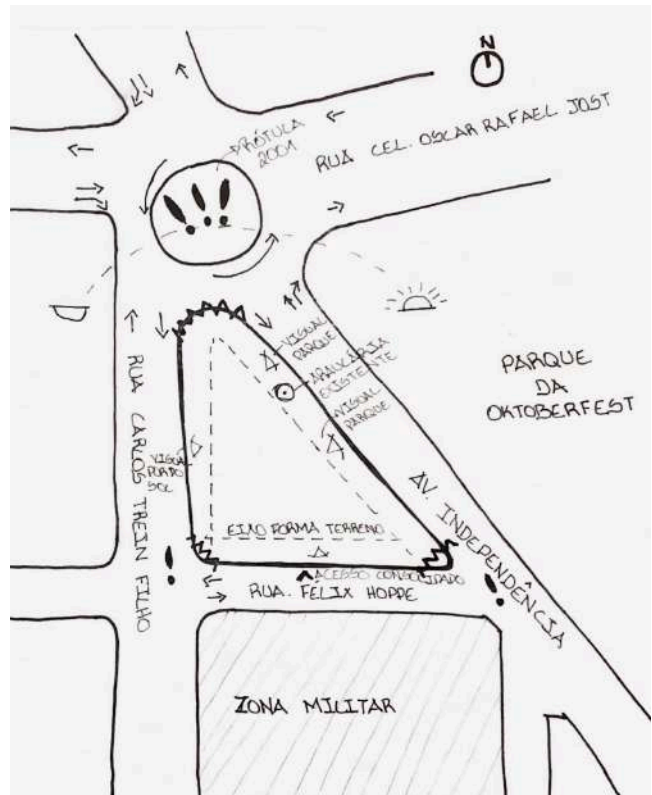 N
RÓTULA
2001
RUA CEL. OSCAR RAFAEL JOST
VISUAL
PARQUE
ARAUCÁRIA
EXISTENTE
VISUAL
PARQUE
PARQUE
DA
OKTOBERFEST
RUA CARLOS TREIN FILHO
VISUAL
PORDO
SOL
AV. INDEPENDÊNCIA
EIXO FORMA TERRENO
ACESSO CONSOLIDADO
RUA. FÉLIX HOPPE
ZONA MILITAR